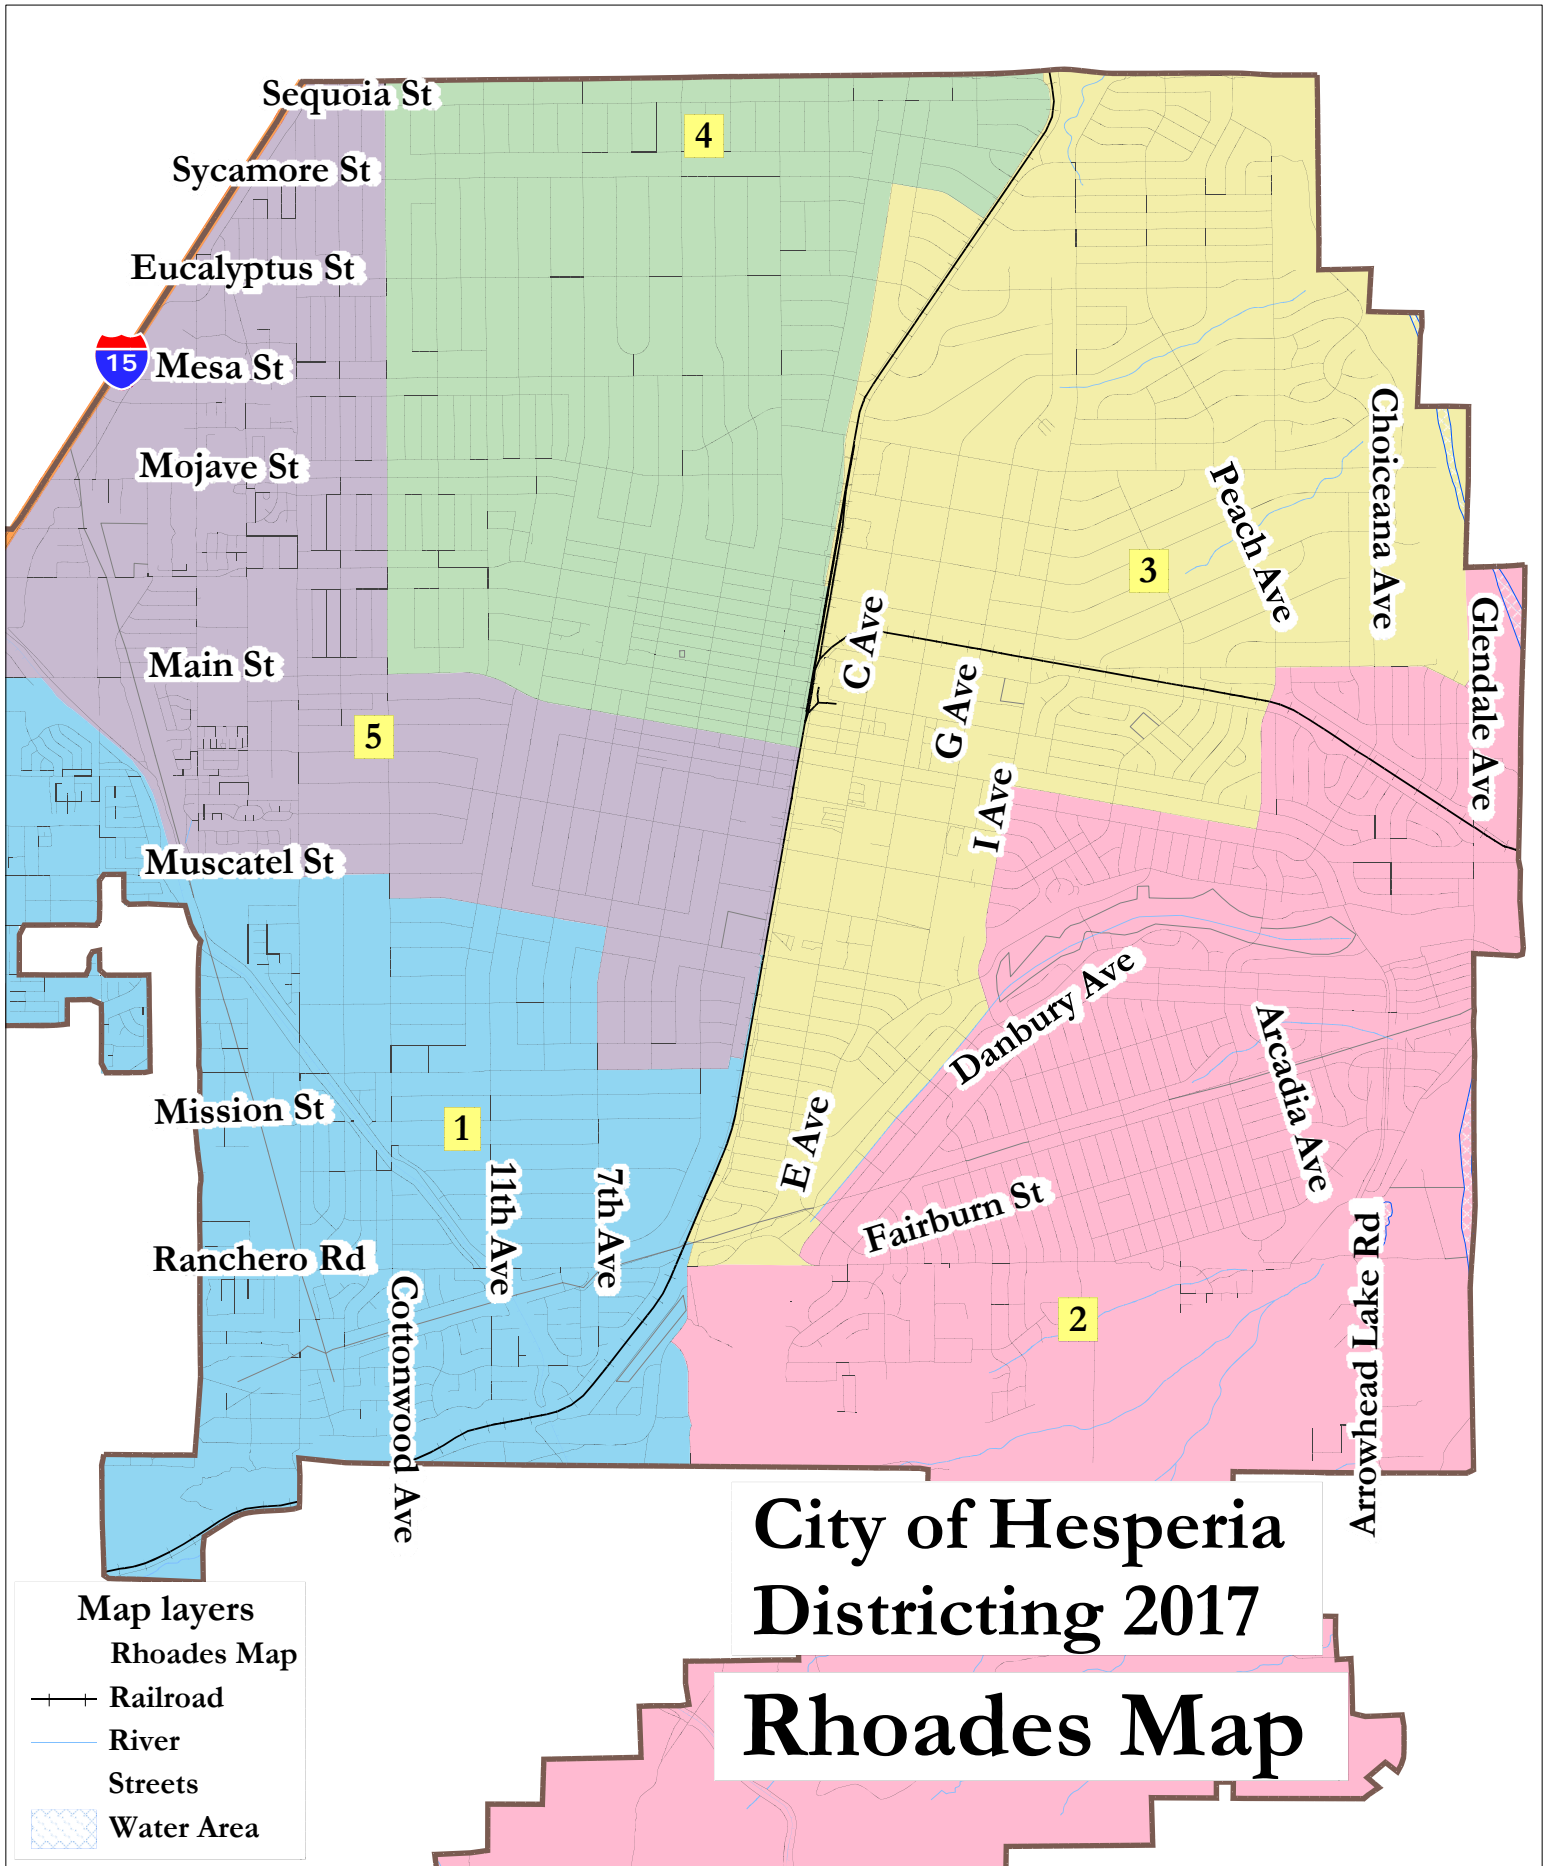 Sequoia St
4
Sycamore St
Eucalyptus St
15
Mesa St
Choiceana Ave
Mojave St
Peach Ave
3
C Ave
Glendale Ave
Main St
G Ave
5
I Ave
Muscatel St
Danbury Ave
Arcadia Ave
Mission St
1
E Ave
11th Ave
7th Ave
Fairburn St
Arrowhead Lake Rd
Ranchero Rd
Cottonwood Ave
2
City of Hesperia
Districting 2017
Rhoades Map
Map layers
Rhoades Map
Railroad
River
Streets
Water Area